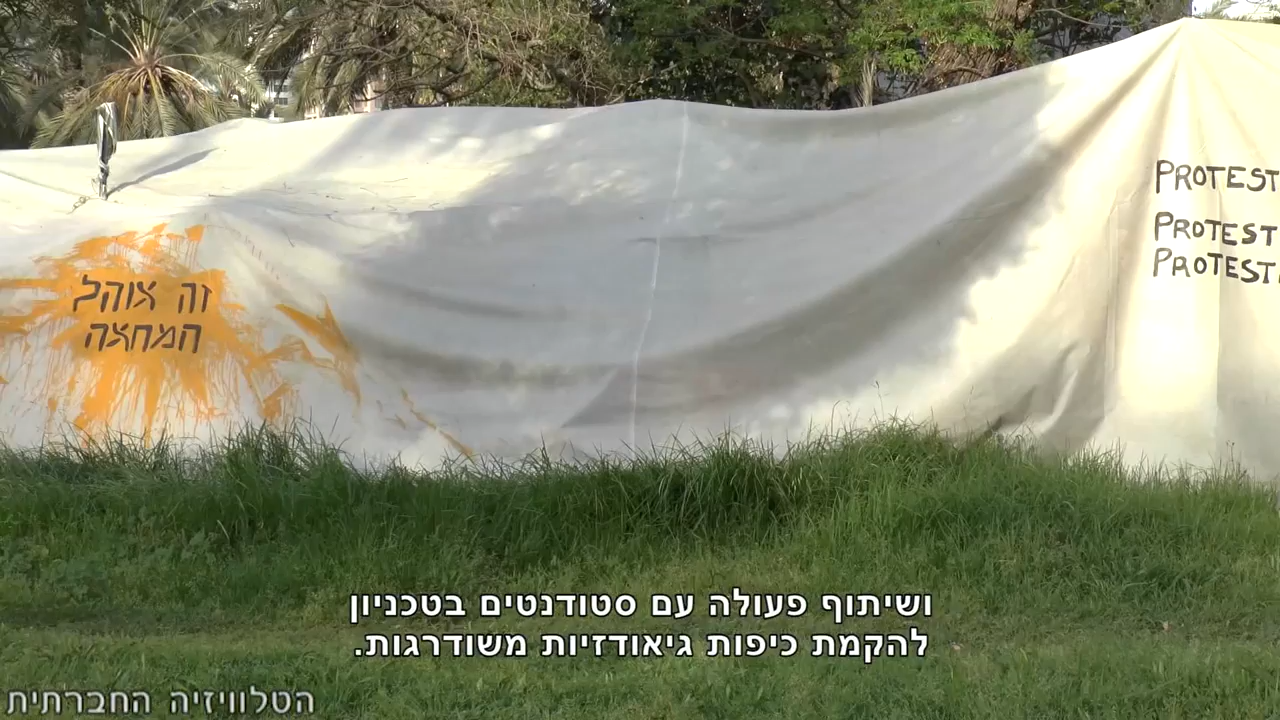 PROTEST
PROTEST
PROTEST
זה אוהל
המחאה
ושיתוף פעולה עם סטודנטים בטכניון
להקמת כיפות גיאודזיות משודרגות.
הטלוויזיה החברתית